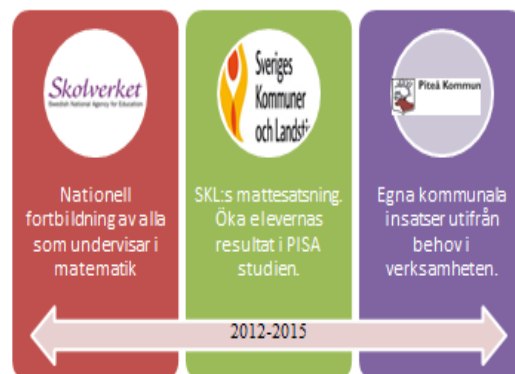 Skolverket
Swedish National Agency for Education
Nationell
fortbildning av alla
som undervisar i
matematik
Sveriges
Kommuner
och Landsti
SKL:s mattesatsning.
Öka elevernas
resultat i PISA
studien.
Piteå Kommun
Egna kommunala
insatser utifrån
behov i
verksamheten.
2012-2015